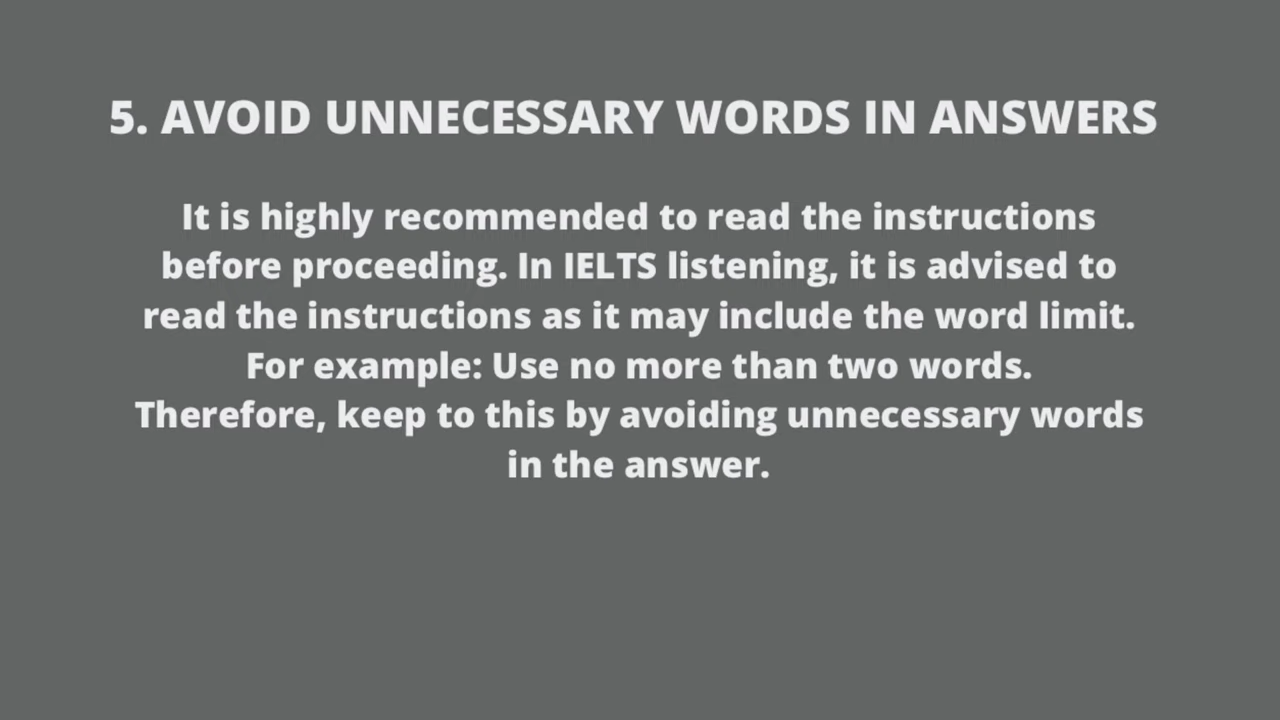 5. AVOID UNNECESSARY WORDS IN ANSWERS
It is highly recommended to read the instructions
before proceeding. In IELTS listening, it is advised to
read the instructions as it may include the word limit.
For example: Use no more than two words.
Therefore, keep to this by avoiding unnecessary words
in the answer.